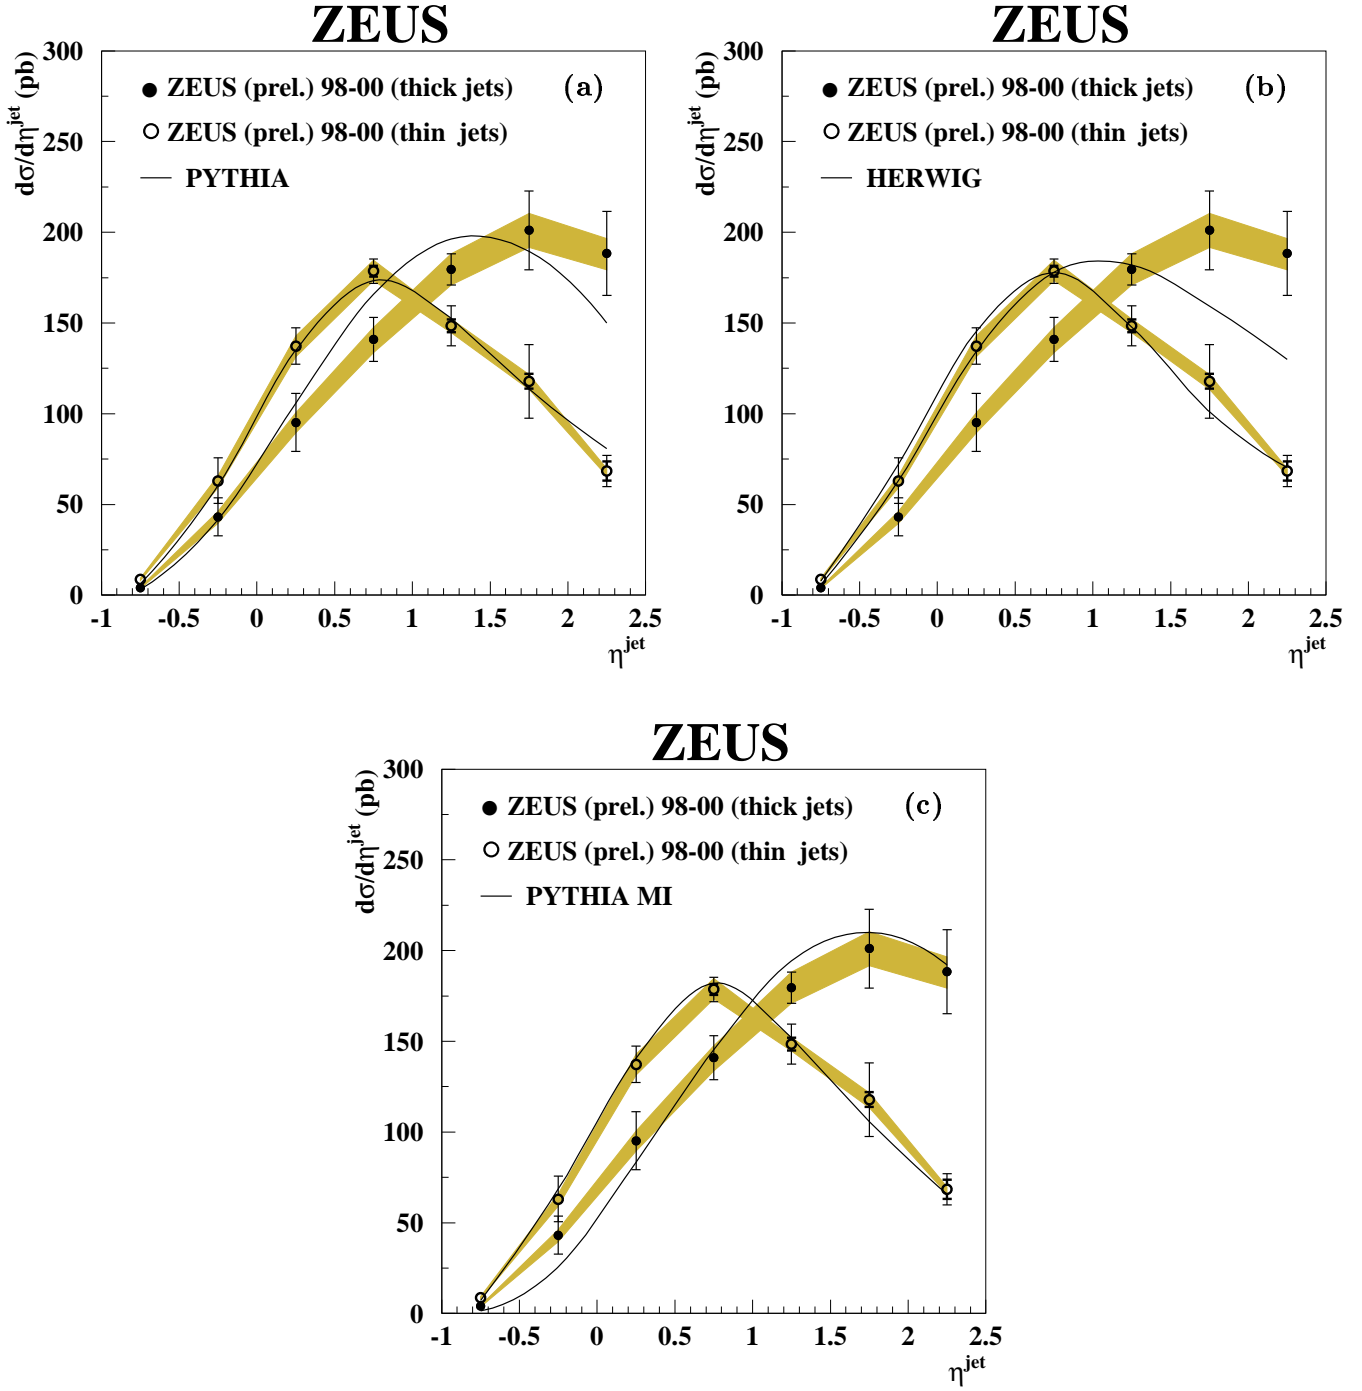 ZEUS
dσ/dη^jet (pb)
300
250
200
150
100
50
0
ZEUS (prel.) 98-00 (thick jets)
(a)
ZEUS (prel.) 98-00 (thin jets)
PYTHIA
-1 -0.5 0 0.5 1 1.5 2 2.5
η^jet
ZEUS
dσ/dη^jet (pb)
300
250
200
150
100
50
0
ZEUS (prel.) 98-00 (thick jets)
(b)
ZEUS (prel.) 98-00 (thin jets)
HERWIG
-1 -0.5 0 0.5 1 1.5 2 2.5
η^jet
ZEUS
dσ/dη^jet (pb)
300
250
200
150
100
50
0
ZEUS (prel.) 98-00 (thick jets)
(c)
ZEUS (prel.) 98-00 (thin jets)
PYTHIA MI
-1 -0.5 0 0.5 1 1.5 2 2.5
η^jet